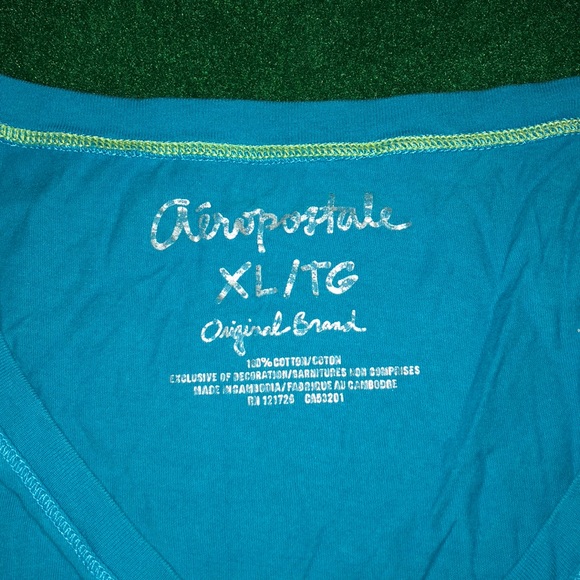 aéropostale
XL/TG
Original Brand
100% COTTON/COTON
EXCLUSIVE OF DECORATION/GARNITURES NON COMPRISES
MADE IN CAMBODIA/FABRIQUE AU CAMBODGE
RN 121726 CA53201